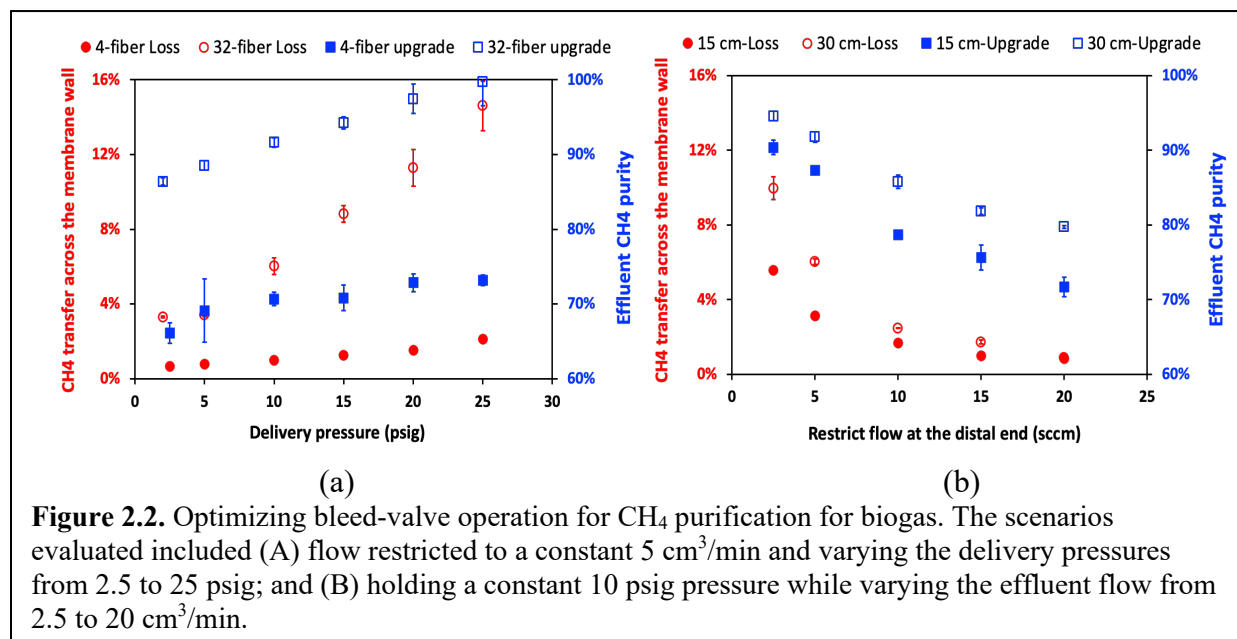 4-fiber Loss 32-fiber Loss 4-fiber upgrade 32-fiber upgrade
CH4 transfer across the membrane wall
16%
12%
8%
4%
0%
100%
90%
80%
70%
60%
Effluent CH4 purity
0 5 10 15 20 25 30
Delivery pressure (psig)
(a)
15 cm-Loss 30 cm-Loss 15 cm-Upgrade 30 cm-Upgrade
CH4 transfer across the membrane wall
16%
12%
8%
4%
0%
100%
90%
80%
70%
60%
Effluent CH4 purity
0 5 10 15 20 25
Restrict flow at the distal end (sccm)
(b)
Figure 2.2. Optimizing bleed-valve operation for CH₄ purification for biogas. The scenarios
evaluated included (A) flow restricted to a constant 5 cm³/min and varying the delivery pressures
from 2.5 to 25 psig; and (B) holding a constant 10 psig pressure while varying the effluent flow from
2.5 to 20 cm³/min.